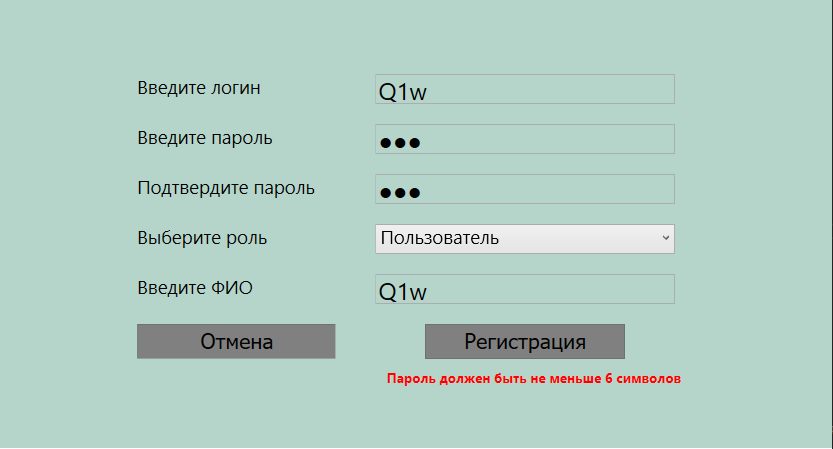 Введите логин Q1w
Введите пароль ●●●
Подтвердите пароль ●●●
Выберите роль Пользователь
Введите ФИО Q1w
Отмена Регистрация
Пароль должен быть не меньше 6 символов